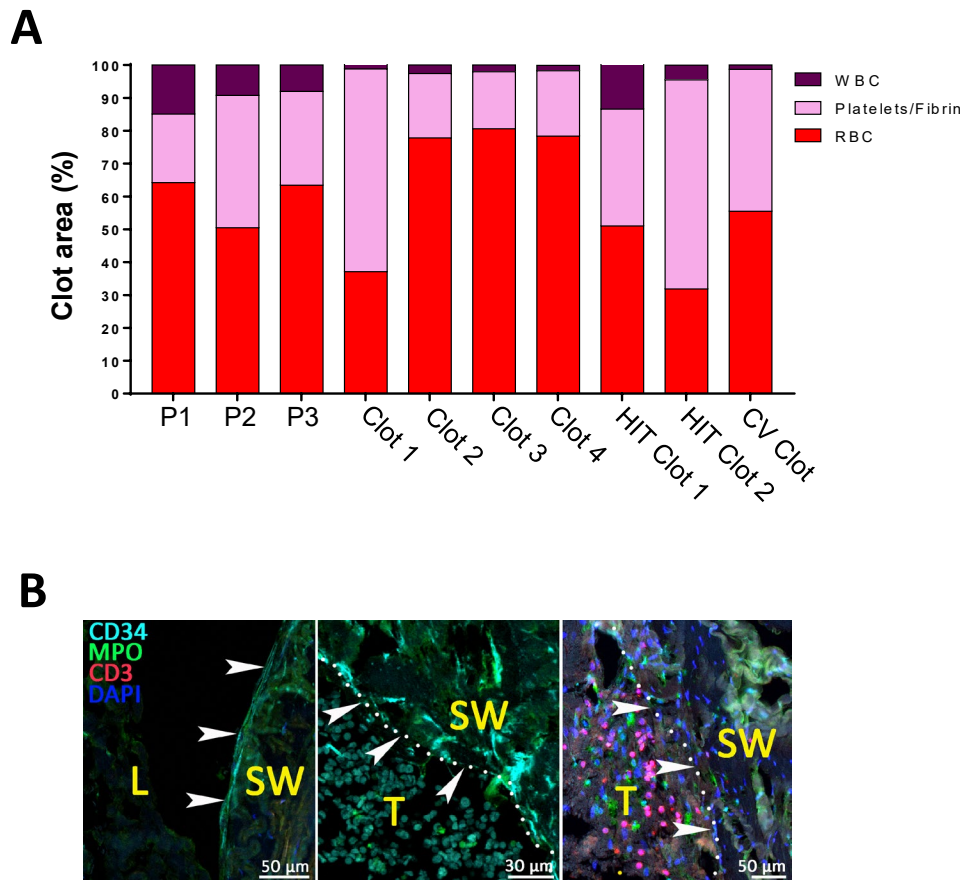 A
Clot area (%)
100
90
80
70
60
50
40
30
20
10
0
P1
P2
P3
Clot 1
Clot 2
Clot 3
Clot 4
HIT Clot 1
HIT Clot 2
CV Clot
WBC
Platelets/Fibrin
RBC
B
CD34
MPO
CD3
DAPI
L
SW
50 µm
SW
T
30 µm
SW
T
50 µm